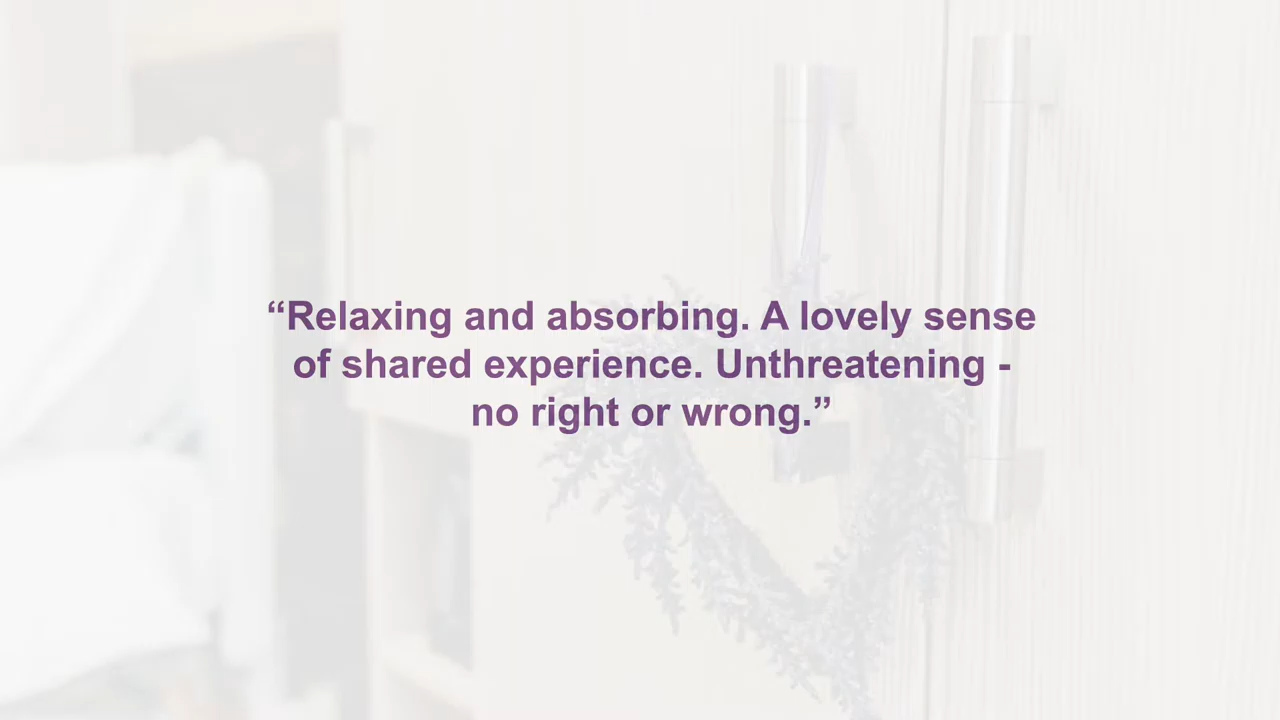 “Relaxing and absorbing. A lovely sense
of shared experience. Unthreatening -
no right or wrong.”